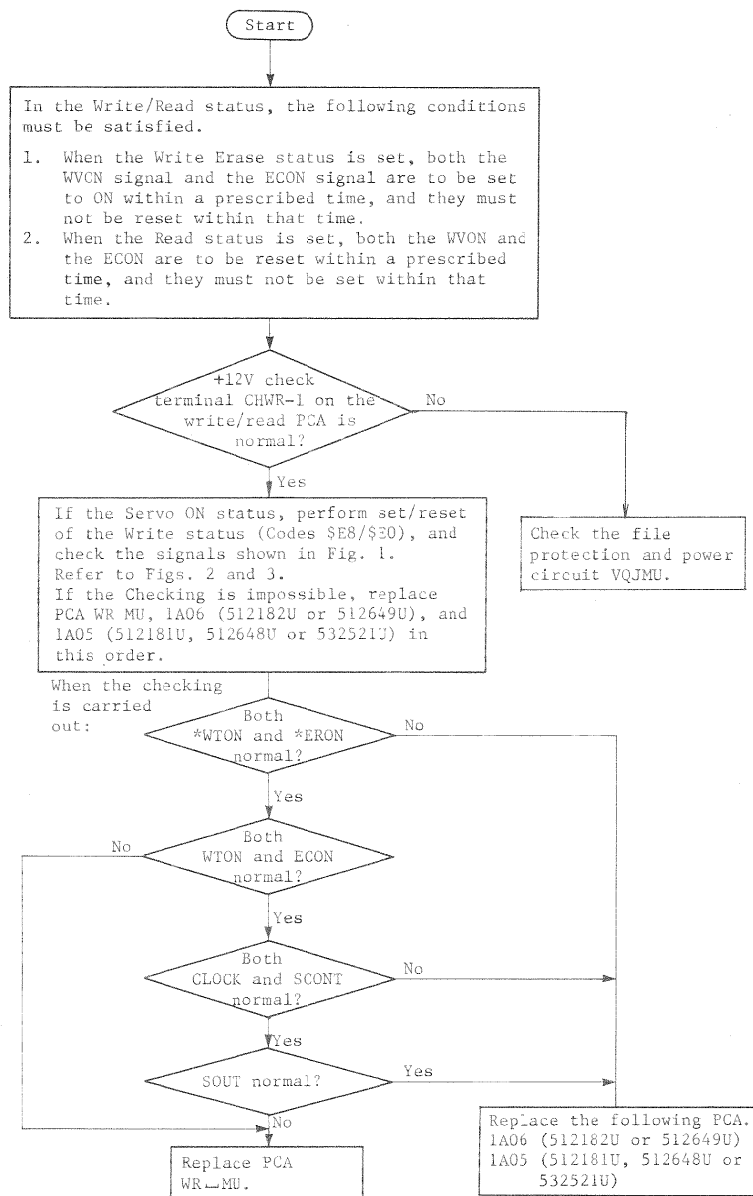 Start
In the Write/Read status, the following conditions
must be satisfied.
1. When the Write Erase status is set, both the
WVCN signal and the ECON signal are to be set
to ON within a prescribed time, and they must
not be reset within that time.
2. When the Read status is set, both the WVON and
the ECON are to be reset within a prescribed
time, and they must not be set within that
time.
+12V check
terminal CHWR-1 on the
write/read PCA is
normal?
No
Yes
If the Servo ON status, perform set/reset
of the Write status (Codes $E8/$E0), and
check the signals shown in Fig. 1.
Refer to Figs. 2 and 3.
If the Checking is impossible, replace
PCA WR MU, 1A06 (512182U or 512649U), and
1A05 (512181U, 512648U or 532521U) in
this order.
Check the file
protection and power
circuit VQJMU.
When the checking
is carried
out:
Both
*WTON and *ERON
normal?
No
Yes
Both
WTON and ECON
normal?
No
Yes
Both
CLOCK and SCONT
normal?
No
Yes
SOUT normal?
Yes
No
Replace PCA
WR⎵MU.
Replace the following PCA.
1A06 (512182U or 512649U)
1A05 (512181U, 512648U or
532521U)